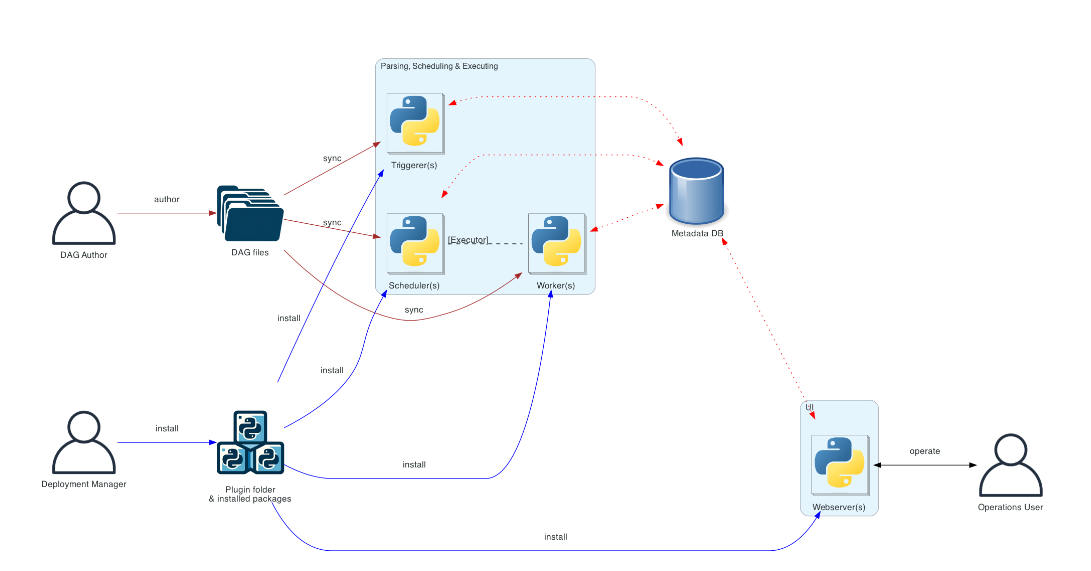 Parsing, Scheduling & Executing
Triggerer(s)
sync
author
sync
DAG Author
DAG files
[Executor]
Scheduler(s)
Worker(s)
Metadata DB
sync
install
install
install
Deployment Manager
Plugin folder
& installed packages
install
install
UI
Webserver(s)
operate
Operations User